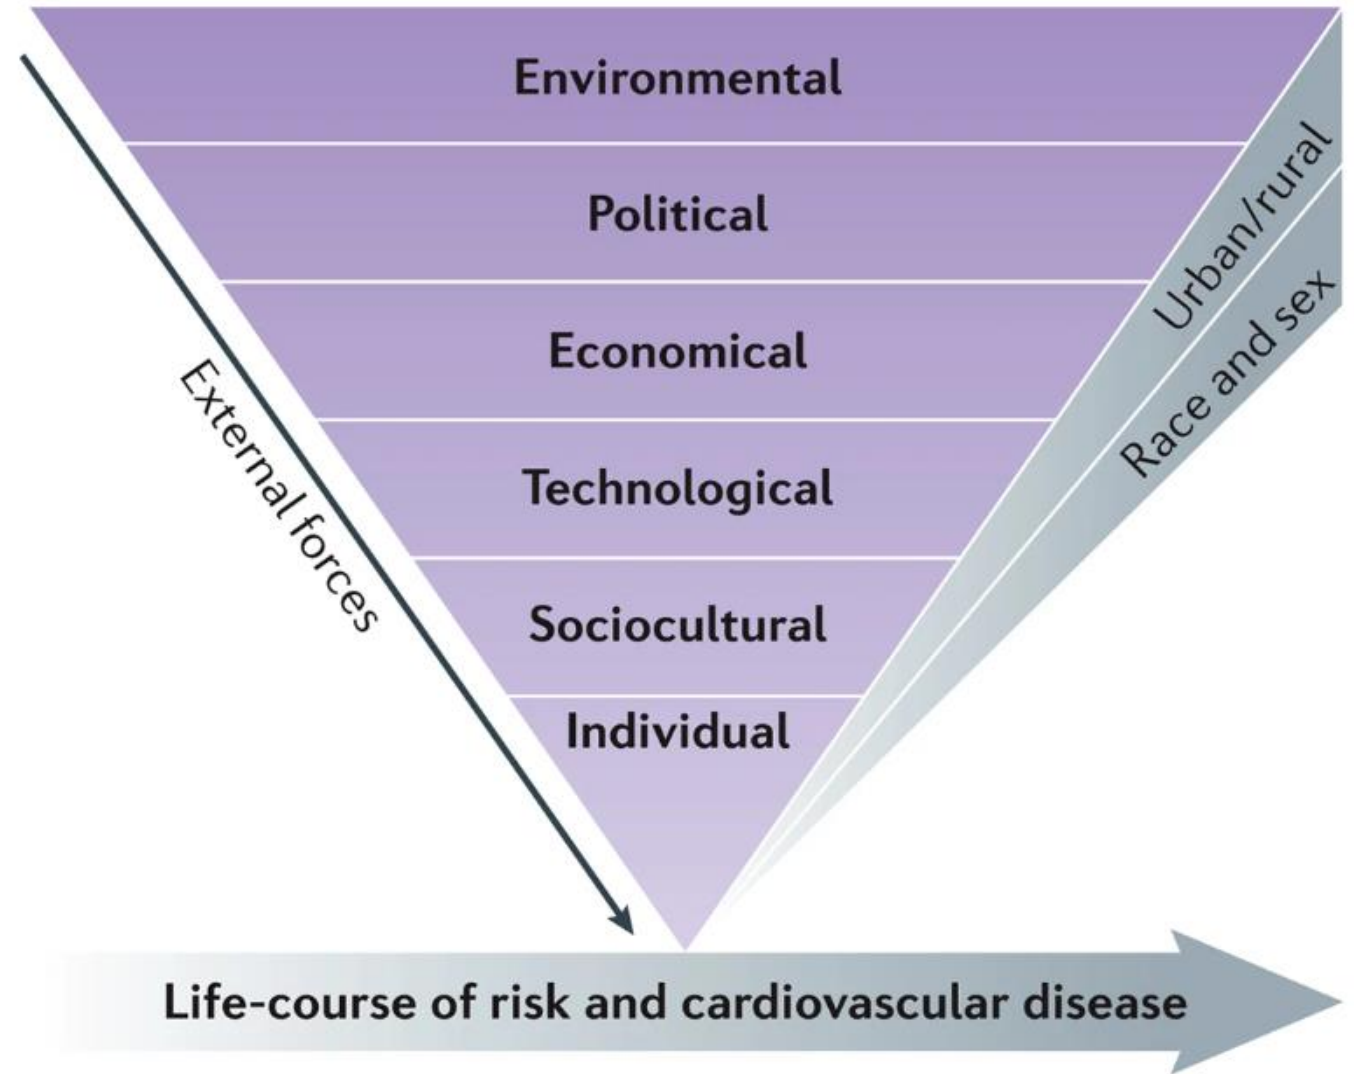 Environmental
Political
Economical
Technological
Sociocultural
Individual
External forces
Urban/rural
Race and sex
Life-course of risk and cardiovascular disease